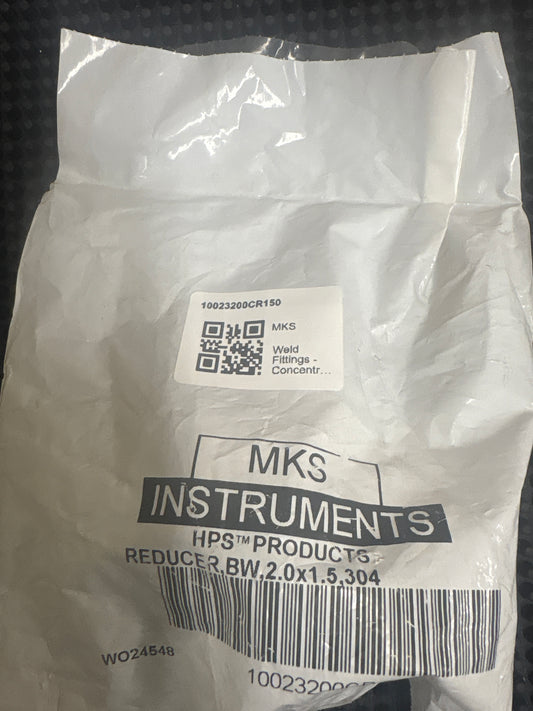 10023200CR150
MKS
Weld
Fittings -
Concentr...
MKS
INSTRUMENTS
HPS™ PRODUCTS
REDUCER,BW,2.0x1.5,304
WO24548